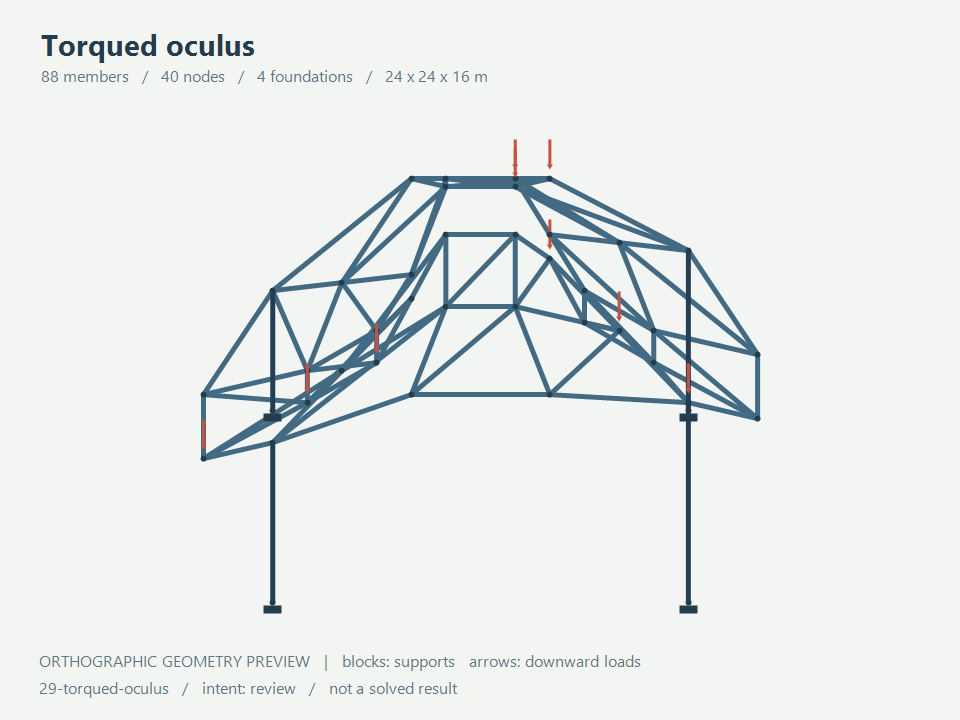 Torqued oculus
88 members / 40 nodes / 4 foundations / 24 x 24 x 16 m
ORTHOGRAPHIC GEOMETRY PREVIEW | blocks: supports arrows: downward loads
29-torqued-oculus / intent: review / not a solved result